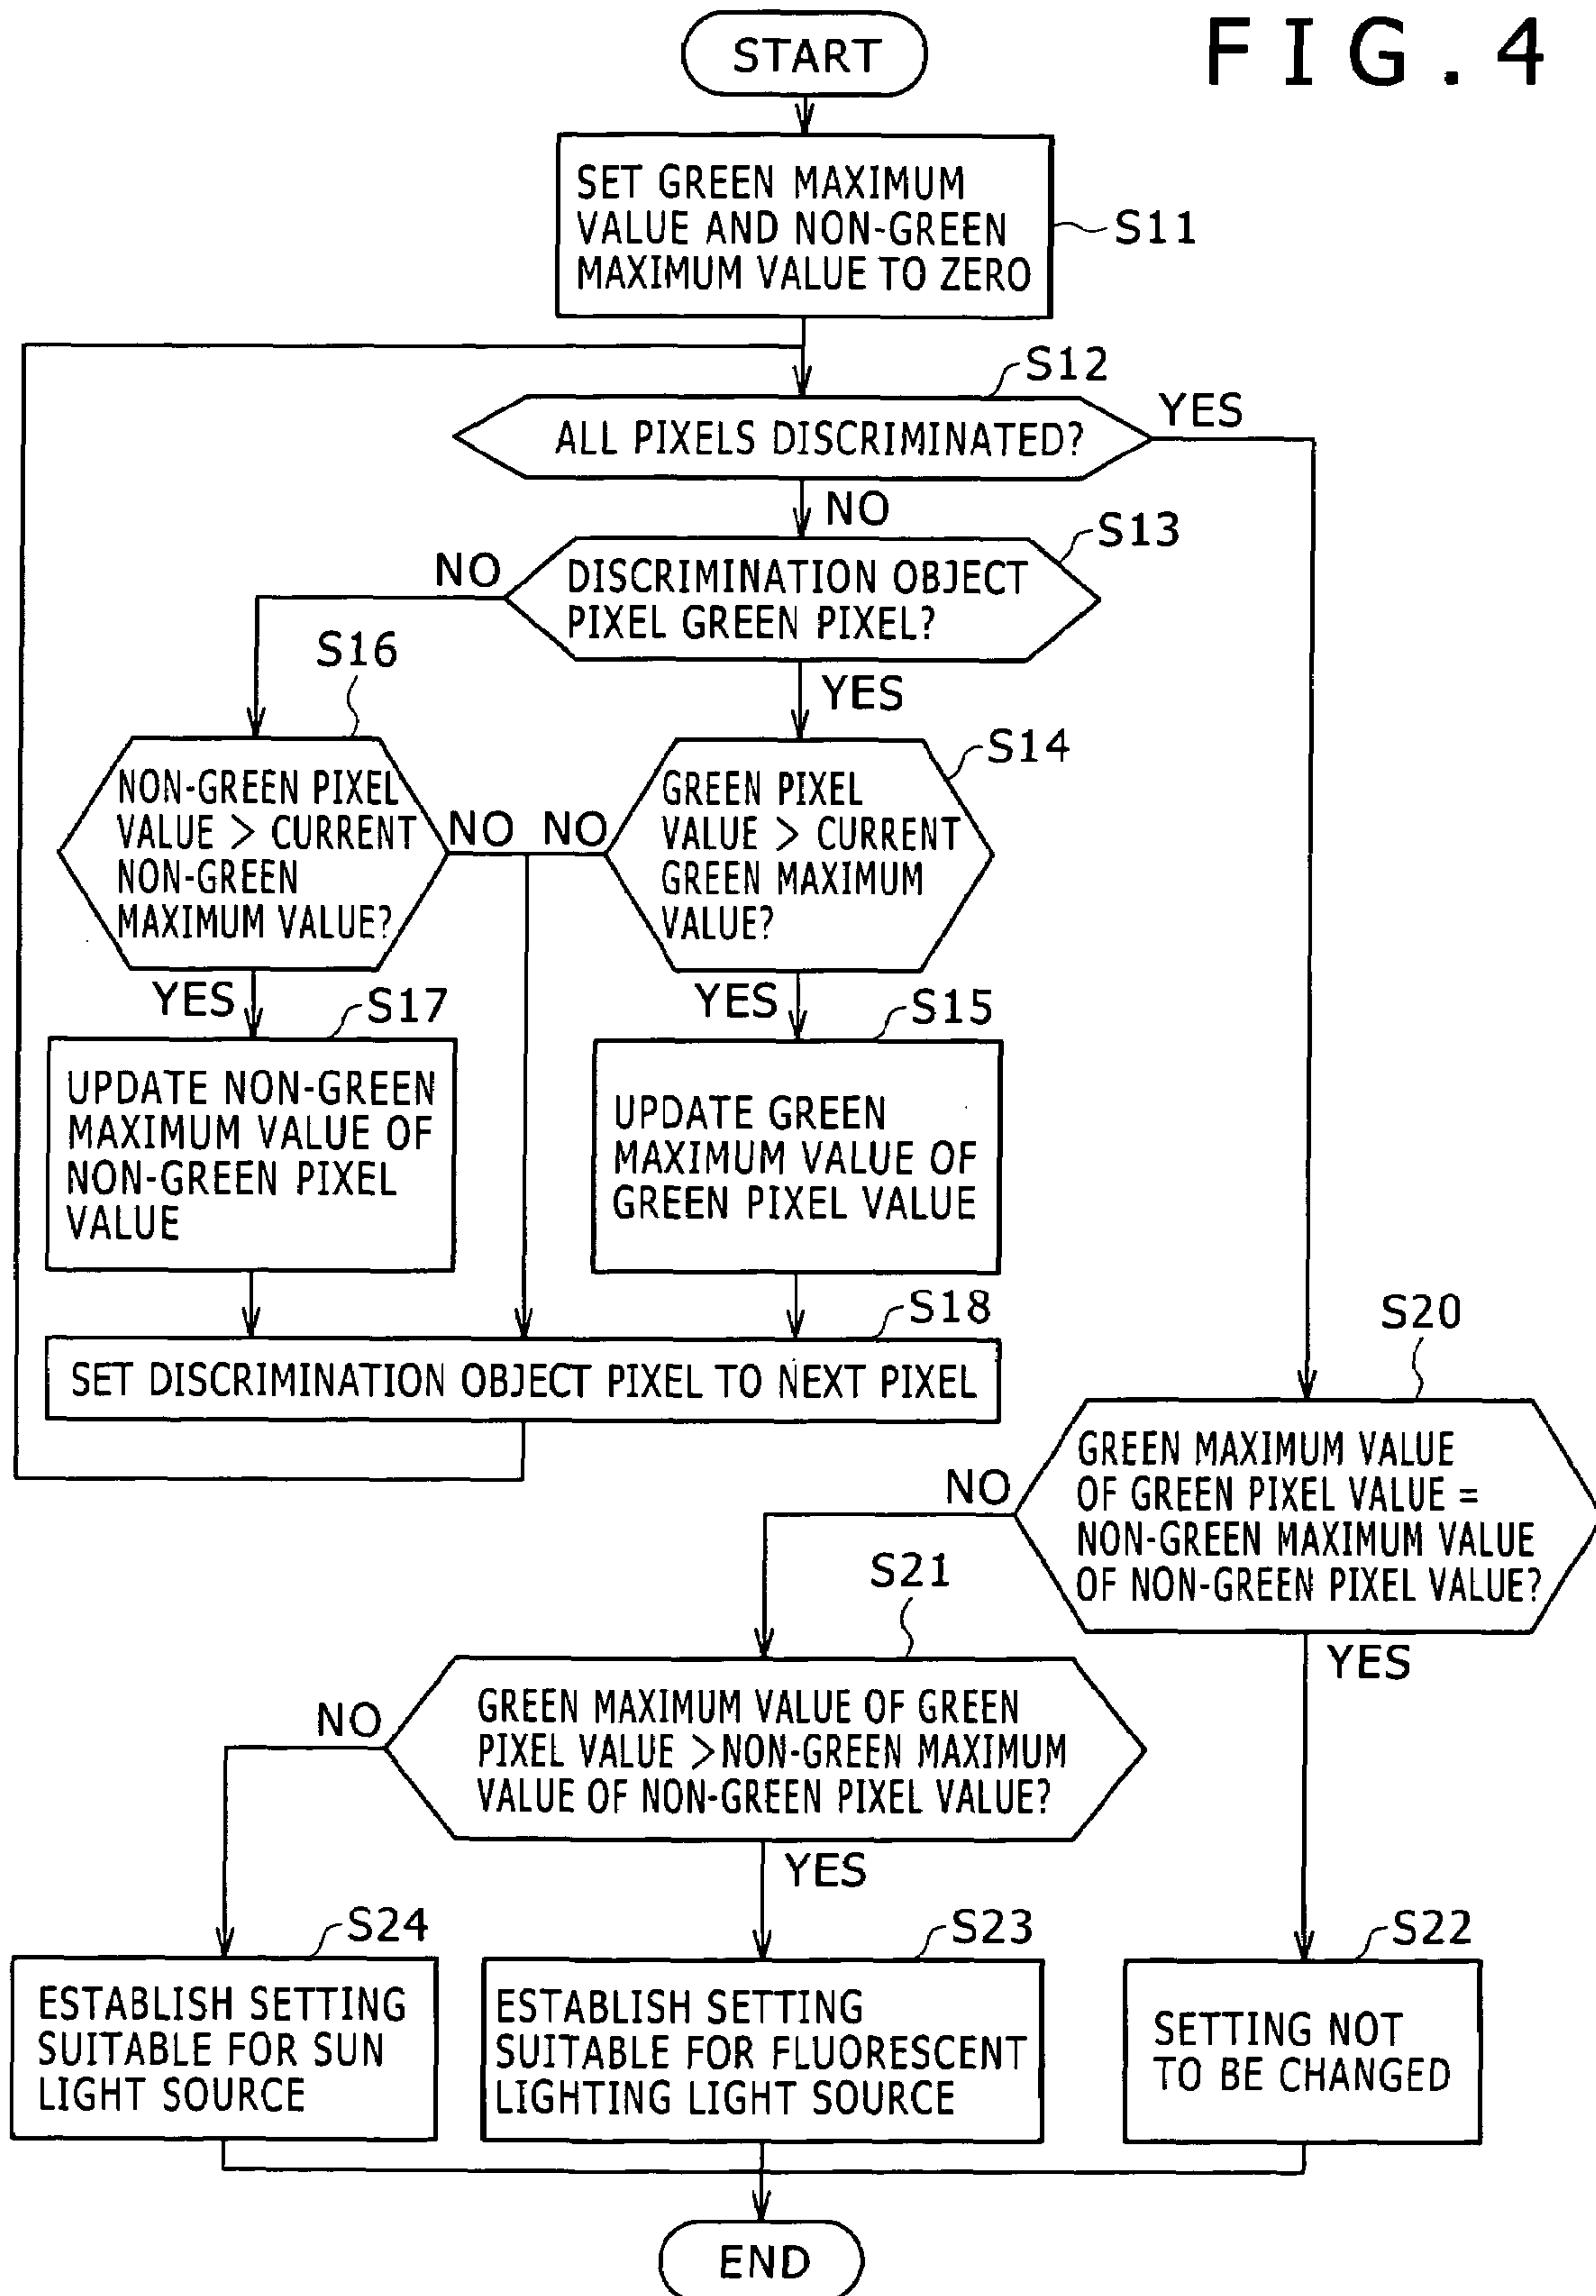 FIG.4
START
SET GREEN MAXIMUM
VALUE AND NON-GREEN
MAXIMUM VALUE TO ZERO
S11
S12
ALL PIXELS DISCRIMINATED?
YES
NO
S13
DISCRIMINATION OBJECT
PIXEL GREEN PIXEL?
NO
YES
S16
NON-GREEN PIXEL
VALUE > CURRENT
NON-GREEN
MAXIMUM VALUE?
NO
NO
S14
GREEN PIXEL
VALUE > CURRENT
GREEN MAXIMUM
VALUE?
YES
S17
YES
S15
UPDATE NON-GREEN
MAXIMUM VALUE OF
NON-GREEN PIXEL
VALUE
UPDATE GREEN
MAXIMUM VALUE OF
GREEN PIXEL VALUE
S18
SET DISCRIMINATION OBJECT PIXEL TO NEXT PIXEL
S20
GREEN MAXIMUM VALUE
OF GREEN PIXEL VALUE =
NON-GREEN MAXIMUM VALUE
OF NON-GREEN PIXEL VALUE?
NO
YES
S21
GREEN MAXIMUM VALUE OF GREEN
PIXEL VALUE >NON-GREEN MAXIMUM
VALUE OF NON-GREEN PIXEL VALUE?
NO
YES
S24
ESTABLISH SETTING
SUITABLE FOR SUN
LIGHT SOURCE
S23
ESTABLISH SETTING
SUITABLE FOR FLUORESCENT
LIGHTING LIGHT SOURCE
S22
SETTING NOT
TO BE CHANGED
END